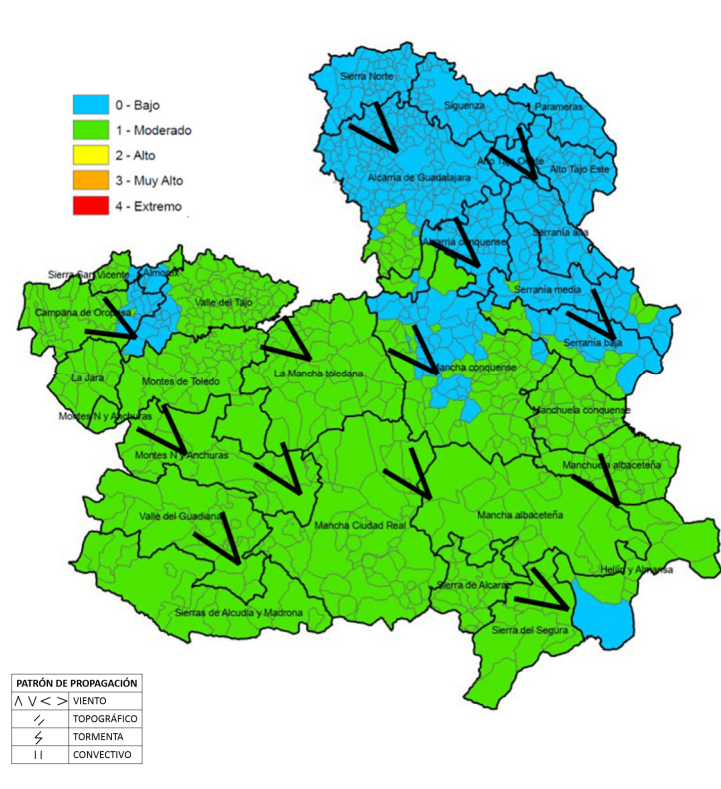 Sierra Norte
Siguenza
Parameras
0 - Bajo
1 - Moderado
2 - Alto
3 - Muy Alto
4 - Extremo
Alto Tajo Oeste
Alto Tajo Este
Alcarria de Guadalajara
Serranía alta
Alcarria conquense
Sierra San Vicente
Almorox
Serranía media
Valle del Tajo
Campana de Oropesa
Serranía baja
Mancha conquense
La Mancha toledana
La Jara
Montes de Toledo
Manchuela conquense
Montes N y Anchuras
Montes N y Anchuras
Manchuela albaceteña
Valle del Guadiana
Mancha Ciudad Real
Mancha albaceteña
Hellín y Almansa
Sierra de Alcaraz
Sierras de Alcudia y Madrona
Sierra del Segura
PATRÓN DE PROPAGACIÓN
VIENTO
TOPOGRÁFICO
TORMENTA
CONVECTIVO